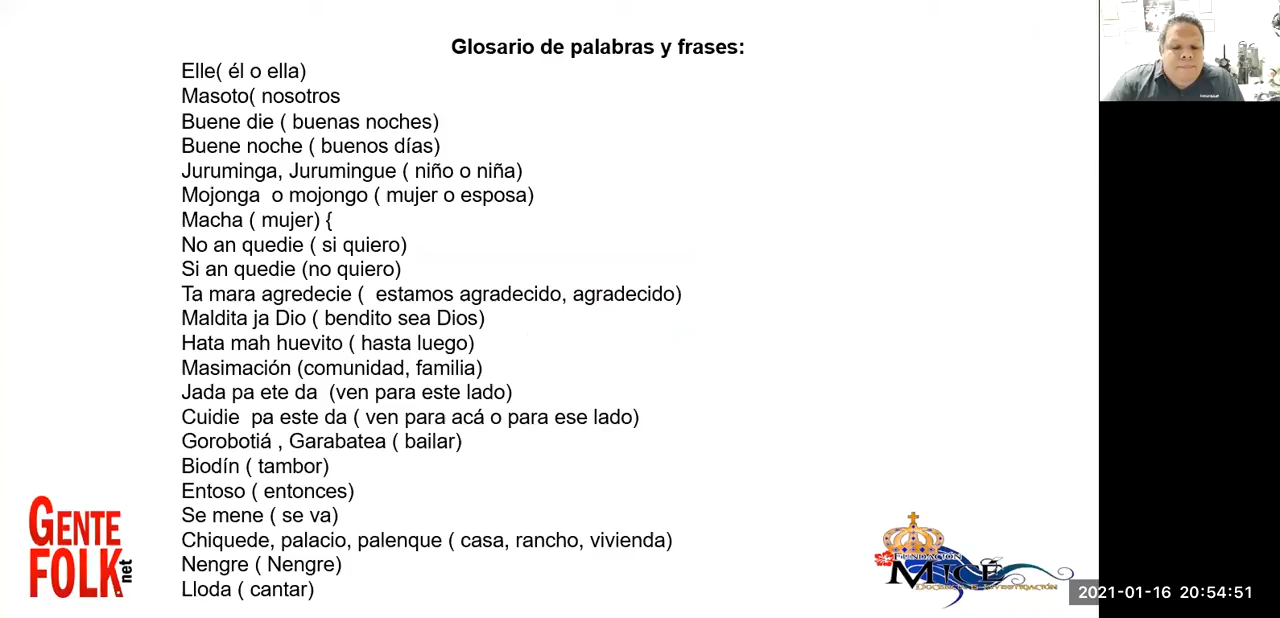 Glosario de palabras y frases:
Elle( él o ella)
Masoto( nosotros
Buene die ( buenas noches)
Buene noche ( buenos días)
Juruminga, Jurumingue ( niño o niña)
Mojonga  o mojongo ( mujer o esposa)
Macha ( mujer) {
No an quedie ( si quiero)
Si an quedie (no quiero)
Ta mara agredecie (  estamos agradecido, agradecido)
Maldita ja Dio ( bendito sea Dios)
Hata mah huevito ( hasta luego)
Masimación (comunidad, familia)
Jada pa ete da  (ven para este lado)
Cuidie  pa este da ( ven para acá o para ese lado)
Gorobotiá , Garabatea ( bailar)
Biodín ( tambor)
Entoso ( entonces)
Se mene ( se va)
Chiquede, palacio, palenque ( casa, rancho, vivienda)
Nengre ( Nengre)
Lloda ( cantar)
GENTE
FOLK.net
FUNDACIÓN
MICÉ
DOCENCIA E INVESTIGACIÓN
2021-01-16 20:54:51